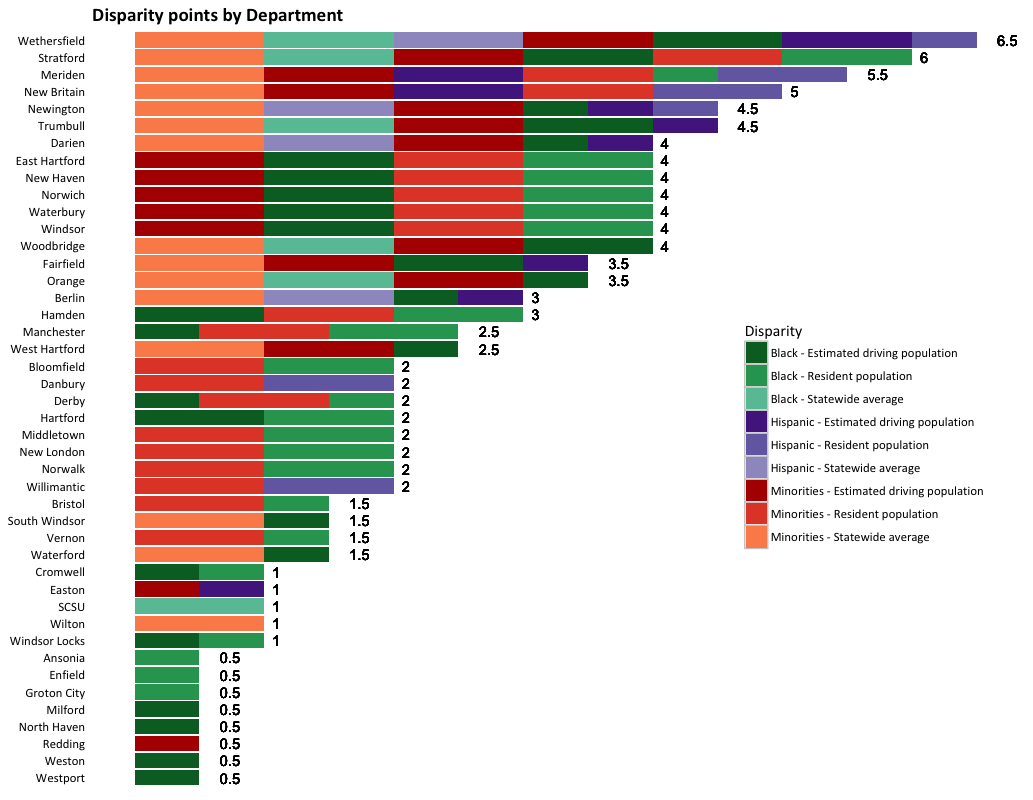 Disparity points by Department
Wethersfield 6.5
Stratford 6
Meriden 5.5
New Britain 5
Newington 4.5
Trumbull 4.5
Darien 4
East Hartford 4
New Haven 4
Norwich 4
Waterbury 4
Windsor 4
Woodbridge 4
Fairfield 3.5
Orange 3.5
Berlin 3
Hamden 3
Manchester 2.5
West Hartford 2.5
Bloomfield 2
Danbury 2
Derby 2
Hartford 2
Middletown 2
New London 2
Norwalk 2
Willimantic 2
Bristol 1.5
South Windsor 1.5
Vernon 1.5
Waterford 1.5
Cromwell 1
Easton 1
SCSU 1
Wilton 1
Windsor Locks 1
Ansonia 0.5
Enfield 0.5
Groton City 0.5
Milford 0.5
North Haven 0.5
Redding 0.5
Weston 0.5
Westport 0.5
Disparity
Black - Estimated driving population
Black - Resident population
Black - Statewide average
Hispanic - Estimated driving population
Hispanic - Resident population
Hispanic - Statewide average
Minorities - Estimated driving population
Minorities - Resident population
Minorities - Statewide average